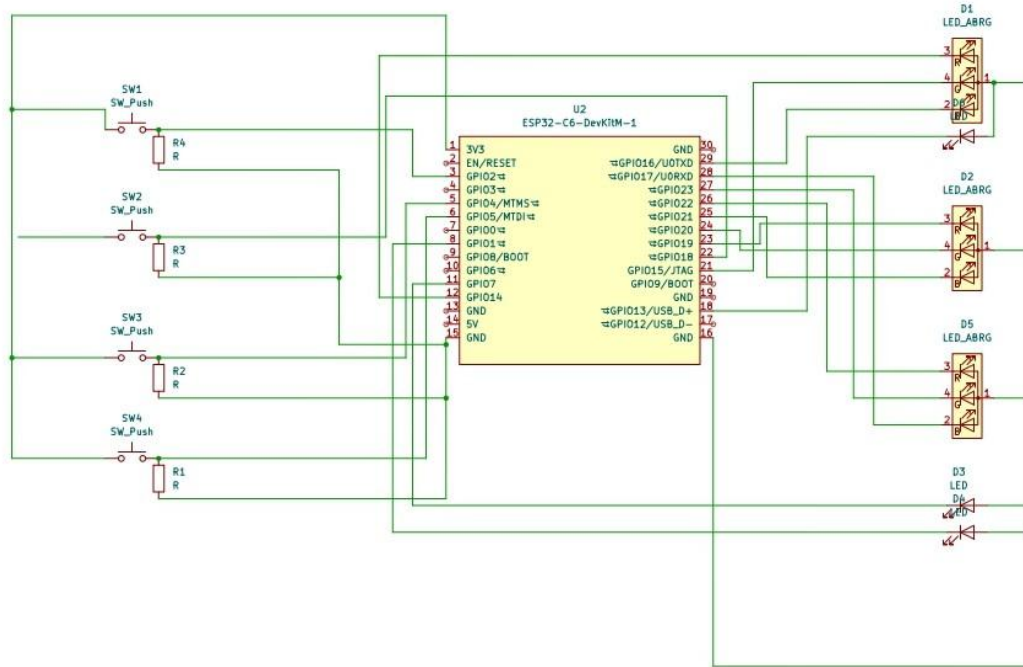 D1
LED_ABRG
3
R
4
G
1
2
B
D6
LED
SW1
SW_Push
R4
R
U2
ESP32-C6-DevKitM-1
1
3V3
GND
30
2
EN/RESET
GPIO16/U0TXD
29
3
GPIO2
GPIO17/U0RXD
28
4
GPIO3
GPIO23
27
5
GPIO4/MTMS
GPIO22
26
6
GPIO5/MTDI
GPIO21
25
7
GPIO0
GPIO20
24
8
GPIO1
GPIO19
23
9
GPIO8/BOOT
GPIO18
22
10
GPIO6
GPIO15/JTAG
21
11
GPIO7
GPIO9/BOOT
20
12
GPIO14
GND
19
13
GND
GPIO13/USB_D+
18
14
5V
GPIO12/USB_D-
17
15
GND
GND
16
D2
LED_ABRG
3
R
4
G
1
2
B
SW2
SW_Push
R3
R
SW3
SW_Push
R2
R
D5
LED_ABRG
3
R
4
G
1
2
B
SW4
SW_Push
R1
R
D3
LED
D4
LED